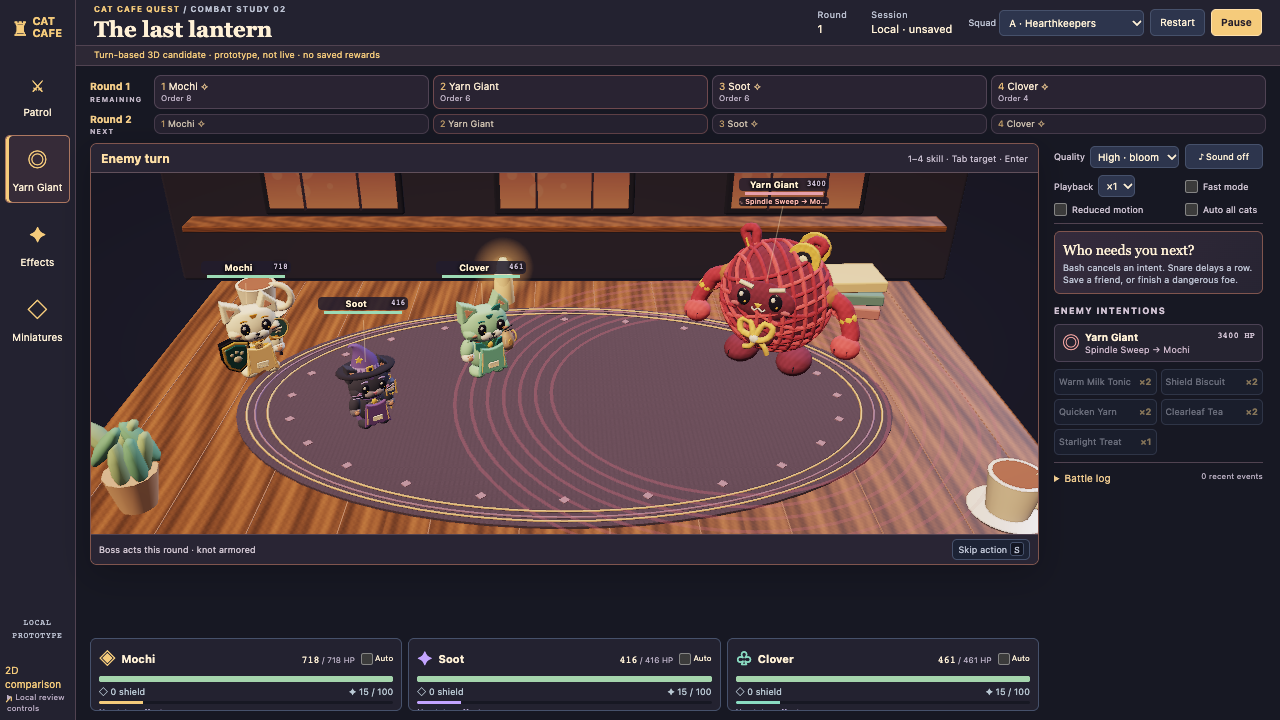 CAT CAFE
CAT CAFE QUEST / COMBAT STUDY 02
The last lantern
Round
1
Session
Local · unsaved
Squad
A · Hearthkeepers
Restart
Pause
Turn-based 3D candidate · prototype, not live · no saved rewards
Patrol
Yarn Giant
Effects
Miniatures
LOCAL
PROTOTYPE
2D
comparison
Local review
controls
Round 1
REMAINING
1 Mochi
Order 8
2 Yarn Giant
Order 6
3 Soot
Order 6
4 Clover
Order 4
Round 2
NEXT
1 Mochi
2 Yarn Giant
3 Soot
4 Clover
Enemy turn
1–4 skill · Tab target · Enter
Yarn Giant 3400
Spindle Sweep → Mo...
Mochi 718
Clover 461
Soot 416
Boss acts this round · knot armored
Skip action S
Quality
High · bloom
♪ Sound off
Playback
×1
Fast mode
Reduced motion
Auto all cats
Who needs you next?
Bash cancels an intent. Snare delays a row.
Save a friend, or finish a dangerous foe.
ENEMY INTENTIONS
Yarn Giant 3400 HP
Spindle Sweep → Mochi
Warm Milk Tonic ×2
Shield Biscuit ×2
Quicken Yarn ×2
Clearleaf Tea ×2
Starlight Treat ×1
Battle log
0 recent events
Mochi 718 / 718 HP Auto
0 shield 15 / 100
Soot 416 / 416 HP Auto
0 shield 15 / 100
Clover 461 / 461 HP Auto
0 shield 15 / 100